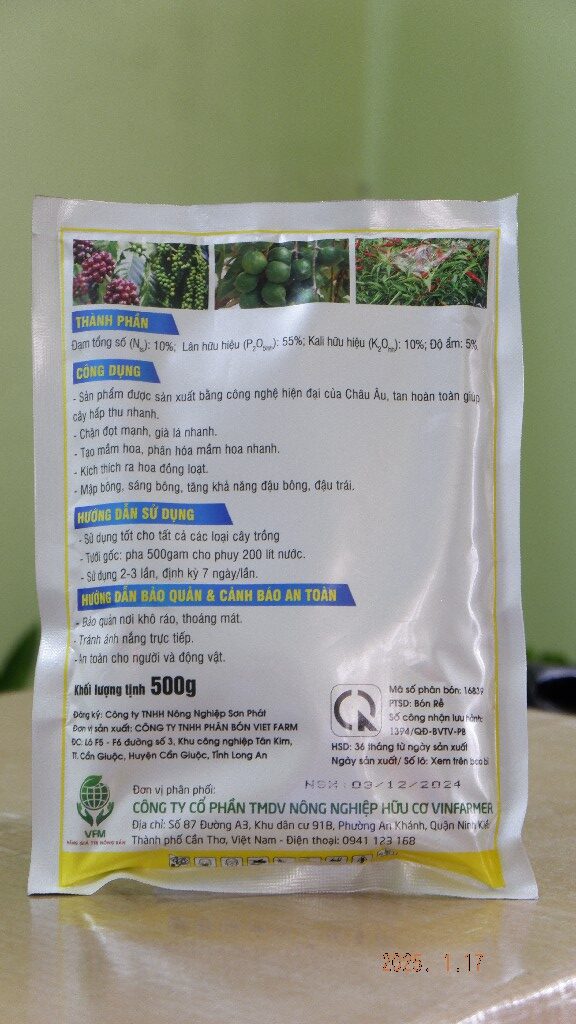 THÀNH PHẦN
Đạm tổng số (Nts): 10%; Lân hữu hiệu (P2O5hh): 55%; Kali hữu hiệu (K2Ohh): 10%; Độ ẩm: 5%
CÔNG DỤNG
- Sản phẩm được sản xuất bằng công nghệ hiện đại của Châu Âu, tan hoàn toàn giúp
cây hấp thu nhanh.
- Chặn đọt mạnh, già lá nhanh.
- Tạo mầm hoa, phân hóa mầm hoa nhanh.
- Kích thích ra hoa đồng loạt.
- Mập bông, sáng bông, tăng khả năng đậu bông, đậu trái.
HƯỚNG DẪN SỬ DỤNG
- Sử dụng tốt cho tất cả các loại cây trồng
- Tưới gốc: pha 500gam cho phuy 200 lít nước.
- Sử dụng 2-3 lần, định kỳ 7 ngày/lần.
HƯỚNG DẪN BẢO QUẢN & CẢNH BÁO AN TOÀN
- Bảo quản nơi khô ráo, thoáng mát.
- Tránh ánh nắng trực tiếp.
- An toàn cho người và động vật.
Khối lượng tịnh 500g
Đăng ký: Công ty TNHH Nông Nghiệp Sơn Phát
Đơn vị sản xuất: CÔNG TY TNHH PHÂN BÓN VIET FARM
ĐC: Lô F5 - F6 đường số 3, Khu công nghiệp Tân Kim,
TT. Cần Giuộc, Huyện Cần Giuộc, Tỉnh Long An
Mã số phân bón: 16839
PTSD: Bón Rễ
Số công nhận lưu hành:
1394/QĐ-BVTV-PB
HSD: 36 tháng từ ngày sản xuất
Ngày sản xuất/ Số lô: Xem trên bao bì
NSX: 03/12/2024
VFM
Đơn vị phân phối:
CÔNG TY CỔ PHẦN TMDV NÔNG NGHIỆP HỮU CƠ VINFARMER
Địa chỉ: Số 87 Đường A3, Khu dân cư 91B, Phường An Khánh, Quận Ninh Kiều
Thành phố Cần Thơ, Việt Nam - Điện thoại: 0941 123 168
2025. 1.17